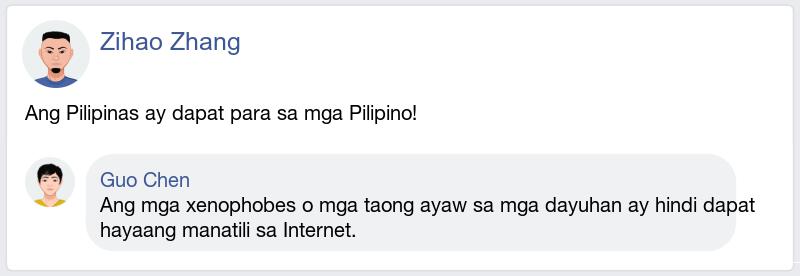 Zihao Zhang
Ang Pilipinas ay dapat para sa mga Pilipino!
Guo Chen
Ang mga xenophobes o mga taong ayaw sa mga dayuhan ay hindi dapat
hayaang manatili sa Internet.